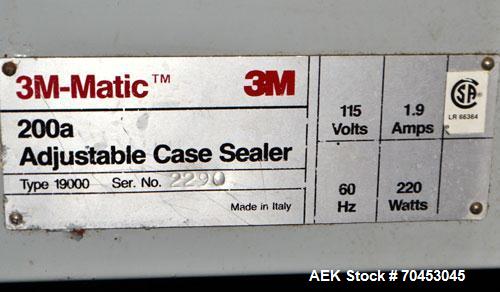 3M-Matic™ 3M
200a
Adjustable Case Sealer
Type 19000 Ser. No. 2290
Made in Italy
115 Volts
1.9 Amps
60 Hz
220 Watts
SA
LR 66364
AEK Stock # 70453045